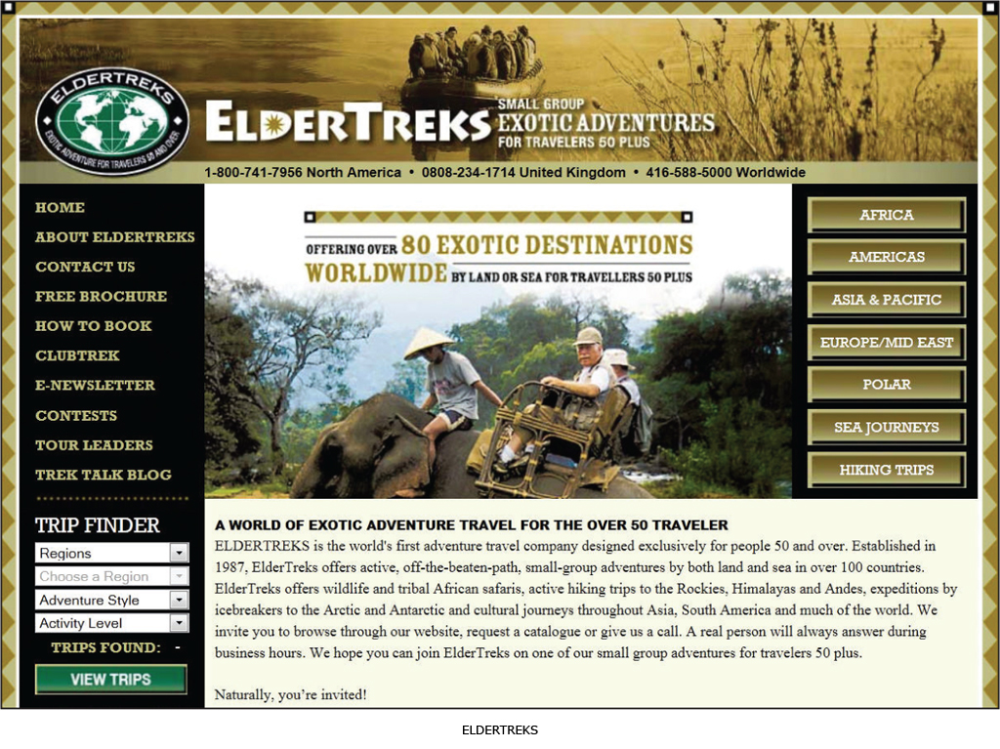 ELDERTREKS
EXOTIC ADVENTURE FOR TRAVELERS 50 AND OVER
ELDERTREKS
SMALL GROUP
EXOTIC ADVENTURES
FOR TRAVELERS 50 PLUS
1-800-741-7956 North America • 0808-234-1714 United Kingdom • 416-588-5000 Worldwide
HOME
ABOUT ELDERTREKS
CONTACT US
FREE BROCHURE
HOW TO BOOK
CLUBTREK
E-NEWSLETTER
CONTESTS
TOUR LEADERS
TREK TALK BLOG
TRIP FINDER
Regions
Choose a Region
Adventure Style
Activity Level
TRIPS FOUND: -
VIEW TRIPS
OFFERING OVER 80 EXOTIC DESTINATIONS
WORLDWIDE BY LAND OR SEA FOR TRAVELLERS 50 PLUS
AFRICA
AMERICAS
ASIA & PACIFIC
EUROPE/MID EAST
POLAR
SEA JOURNEYS
HIKING TRIPS
A WORLD OF EXOTIC ADVENTURE TRAVEL FOR THE OVER 50 TRAVELER
ELDERTREKS is the world's first adventure travel company designed exclusively for people 50 and over. Established in
1987, ElderTreks offers active, off-the-beaten-path, small-group adventures by both land and sea in over 100 countries.
ElderTreks offers wildlife and tribal African safaris, active hiking trips to the Rockies, Himalayas and Andes, expeditions by
icebreakers to the Arctic and Antarctic and cultural journeys throughout Asia, South America and much of the world. We
invite you to browse through our website, request a catalogue or give us a call. A real person will always answer during
business hours. We hope you can join ElderTreks on one of our small group adventures for travelers 50 plus.
Naturally, you're invited!
ELDERTREKS